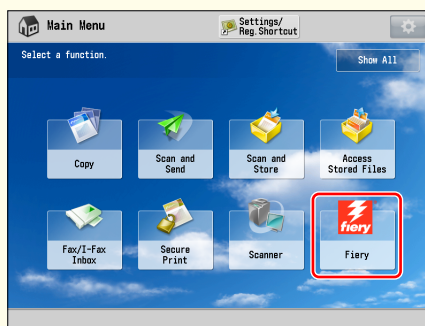 Main Menu
Settings/
Reg.Shortcut
Select a function.
Show All
Copy
Scan and
Send
Scan and
Store
Access
Stored Files
Fax/I-Fax
Inbox
Secure
Print
Scanner
fiery
Fiery